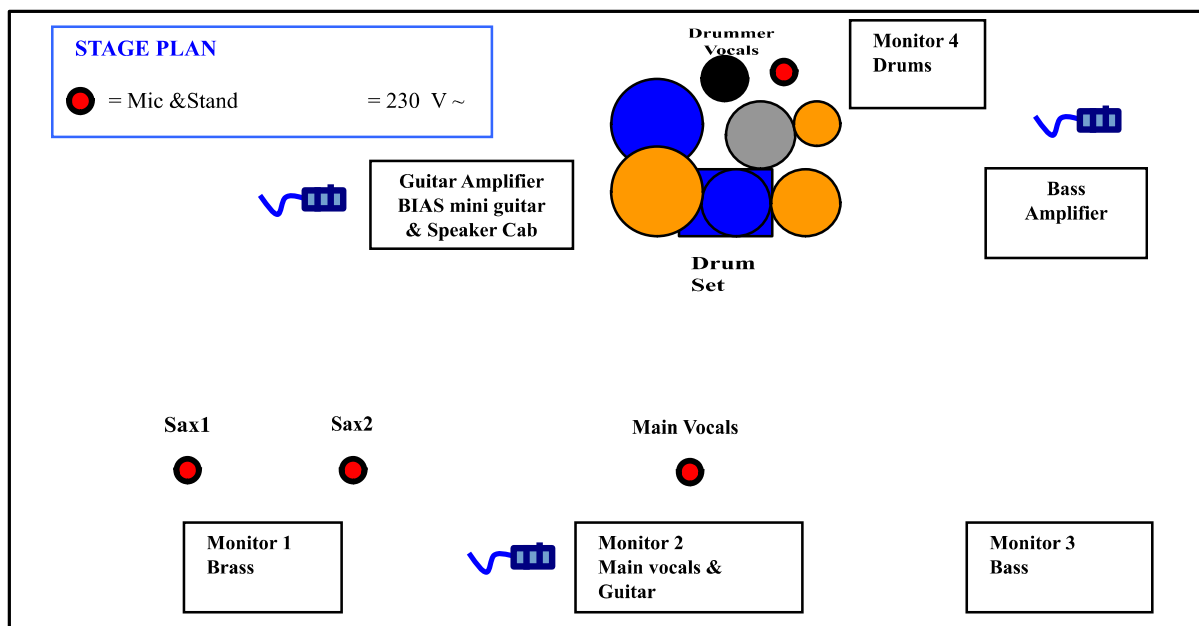 STAGE PLAN
= Mic &Stand = 230 V ~
Drummer
Vocals
Monitor 4
Drums
Guitar Amplifier
BIAS mini guitar
& Speaker Cab
Bass
Amplifier
Drum
Set
Sax1
Sax2
Main Vocals
Monitor 1
Brass
Monitor 2
Main vocals &
Guitar
Monitor 3
Bass